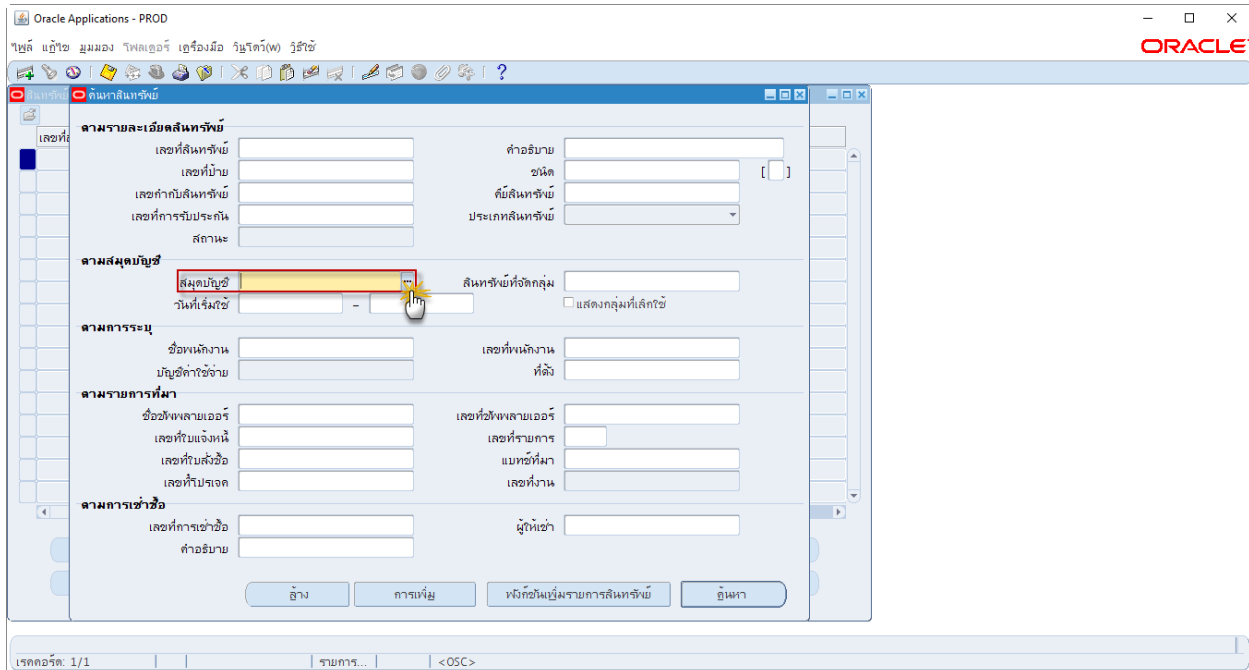 Oracle Applications - PROD
ไฟล์ แก้ไข มุมมอง โฟลเดอร์ เครื่องมือ วินโดว์(W) วิธีใช้
ORACLE
สินทรัพย์ ค้นหาสินทรัพย์
เลขที่สิ
ตามรายละเอียดสินทรัพย์
เลขที่สินทรัพย์ คำอธิบาย
เลขที่ป้าย ชนิด [ ]
เลขกำกับสินทรัพย์ คีย์สินทรัพย์
เลขที่การรับประกัน ประเภทสินทรัพย์
สถานะ
ตามสมุดบัญชี
สมุดบัญชี ... สินทรัพย์ที่จัดกลุ่ม
วันที่เริ่มใช้ – แสดงกลุ่มที่เลิกใช้
ตามการระบุ
ชื่อพนักงาน เลขที่พนักงาน
บัญชีค่าใช้จ่าย ที่ตั้ง
ตามรายการที่มา
ชื่อซัพพลายเออร์ เลขที่ซัพพลายเออร์
เลขที่ใบแจ้งหนี้ เลขที่รายการ
เลขที่ใบสั่งซื้อ แบทช์ที่มา
เลขที่โปรเจค เลขที่งาน
ตามการเช่าซื้อ
เลขที่การเช่าซื้อ ผู้ให้เช่า
คำอธิบาย
ล้าง การเพิ่ม ฟังก์ชันเพิ่มรายการสินทรัพย์ ค้นหา
เรคคอร์ด: 1/1 รายการ... <OSC>